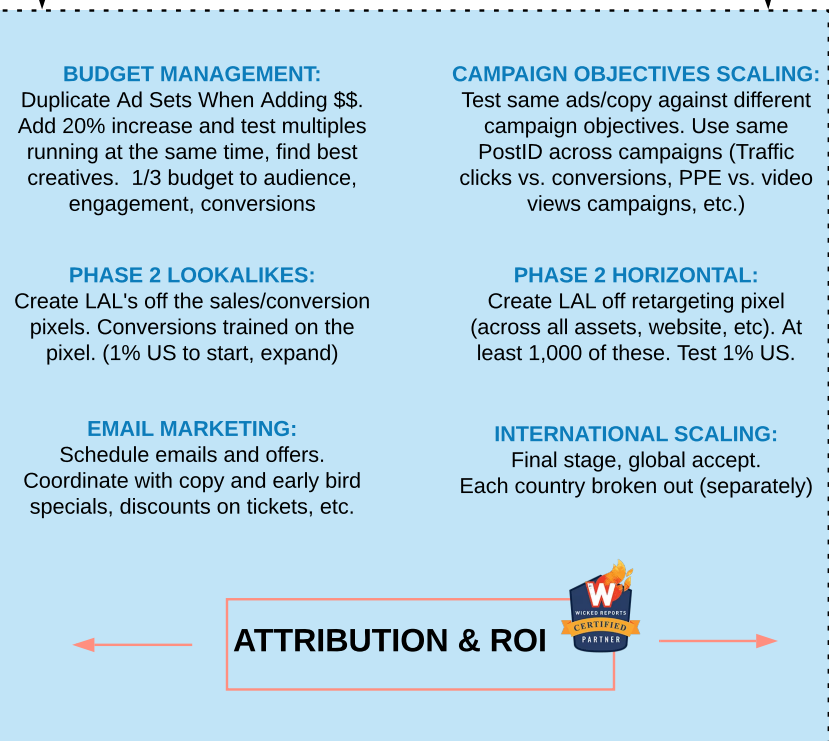 BUDGET MANAGEMENT:
Duplicate Ad Sets When Adding $$.
Add 20% increase and test multiples
running at the same time, find best
creatives.  1/3 budget to audience,
engagement, conversions
CAMPAIGN OBJECTIVES SCALING:
Test same ads/copy against different
campaign objectives. Use same
PostID across campaigns (Traffic
clicks vs. conversions, PPE vs. video
views campaigns, etc.)
PHASE 2 LOOKALIKES:
Create LAL's off the sales/conversion
pixels. Conversions trained on the
pixel. (1% US to start, expand)
PHASE 2 HORIZONTAL:
Create LAL off retargeting pixel
(across all assets, website, etc). At
least 1,000 of these. Test 1% US.
EMAIL MARKETING:
Schedule emails and offers.
Coordinate with copy and early bird
specials, discounts on tickets, etc.
INTERNATIONAL SCALING:
Final stage, global accept.
Each country broken out (separately)
ATTRIBUTION & ROI
W
WICKED REPORTS
CERTIFIED
PARTNER